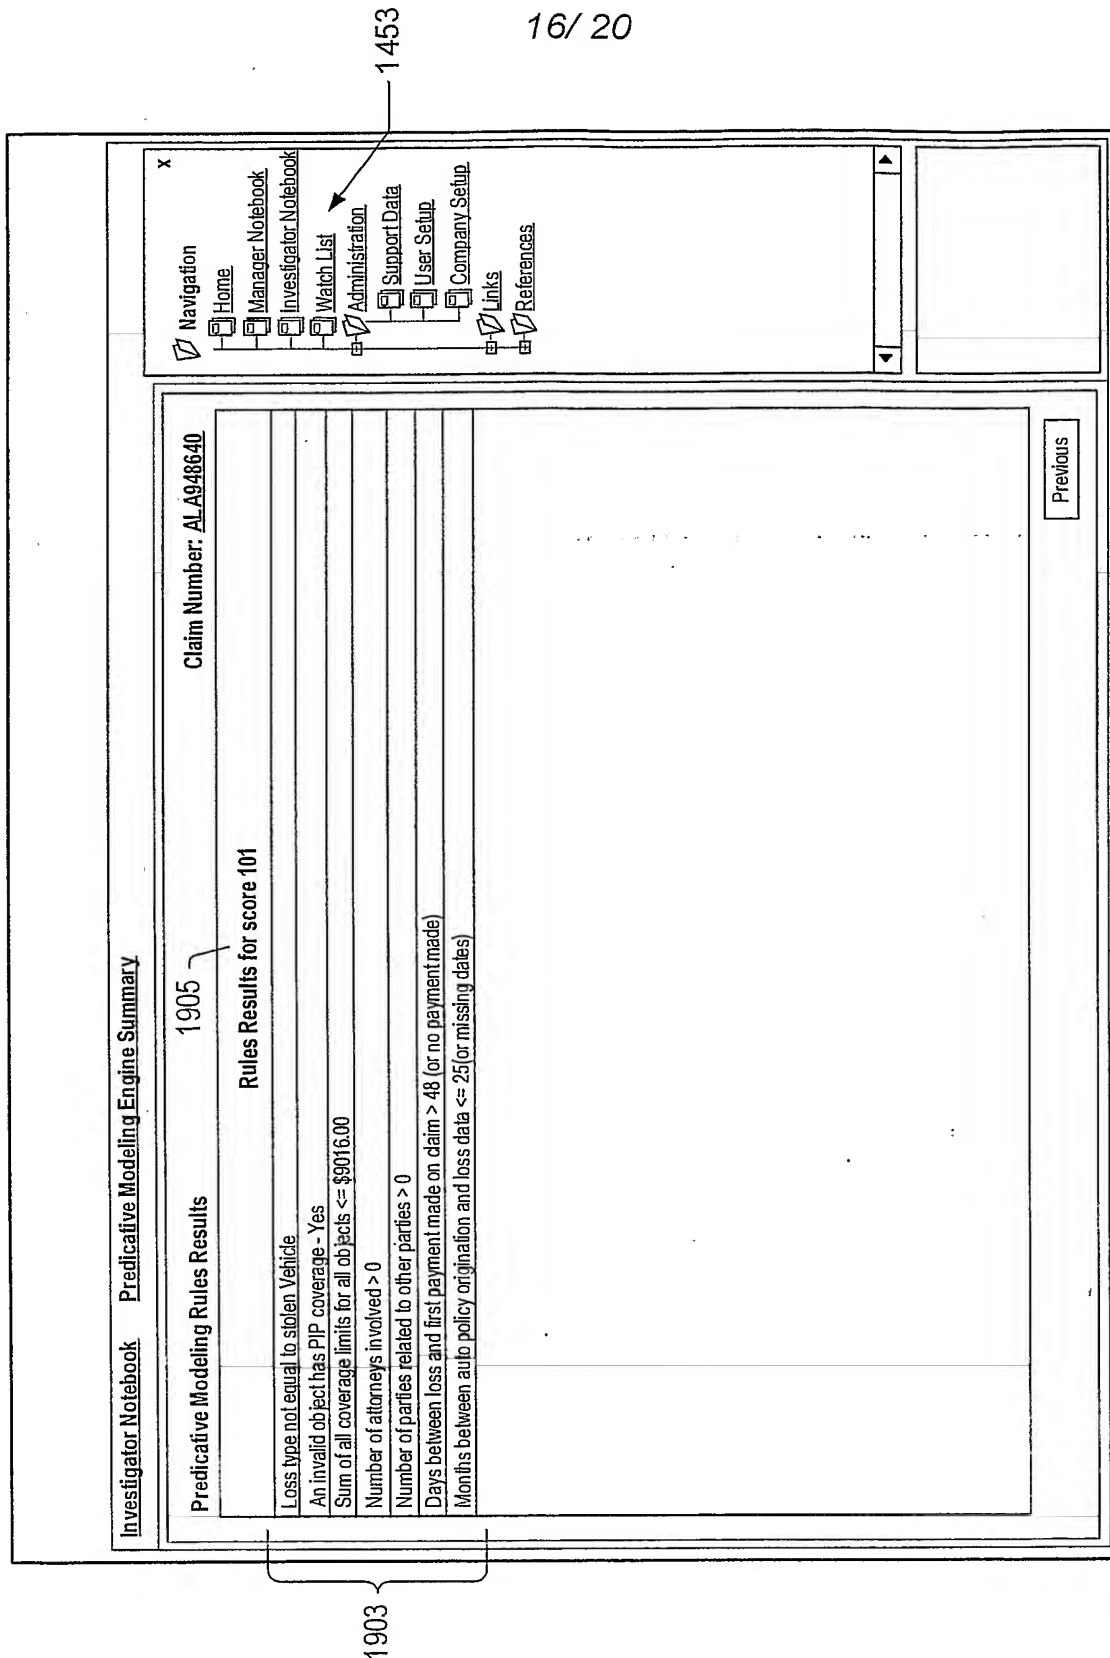 16/ 20
Investigator Notebook    Predicative Modeling Engine Summary
Predicative Modeling Rules Results
1905
Claim Number: ALA948640
Rules Results for score 101
1903
Loss type not equal to stolen Vehicle
An invalid object has PIP coverage - Yes
Sum of all coverage limits for all objects <= $9016.00
Number of attorneys involved > 0
Number of parties related to other parties > 0
Days between loss and first payment made on claim > 48 (or no payment made)
Months between auto policy origination and loss data <= 25(or missing dates)
Previous
Navigation
X
Home
Manager Notebook
Investigator Notebook
Watch List
Administration
Support Data
User Setup
Company Setup
Links
References
1453